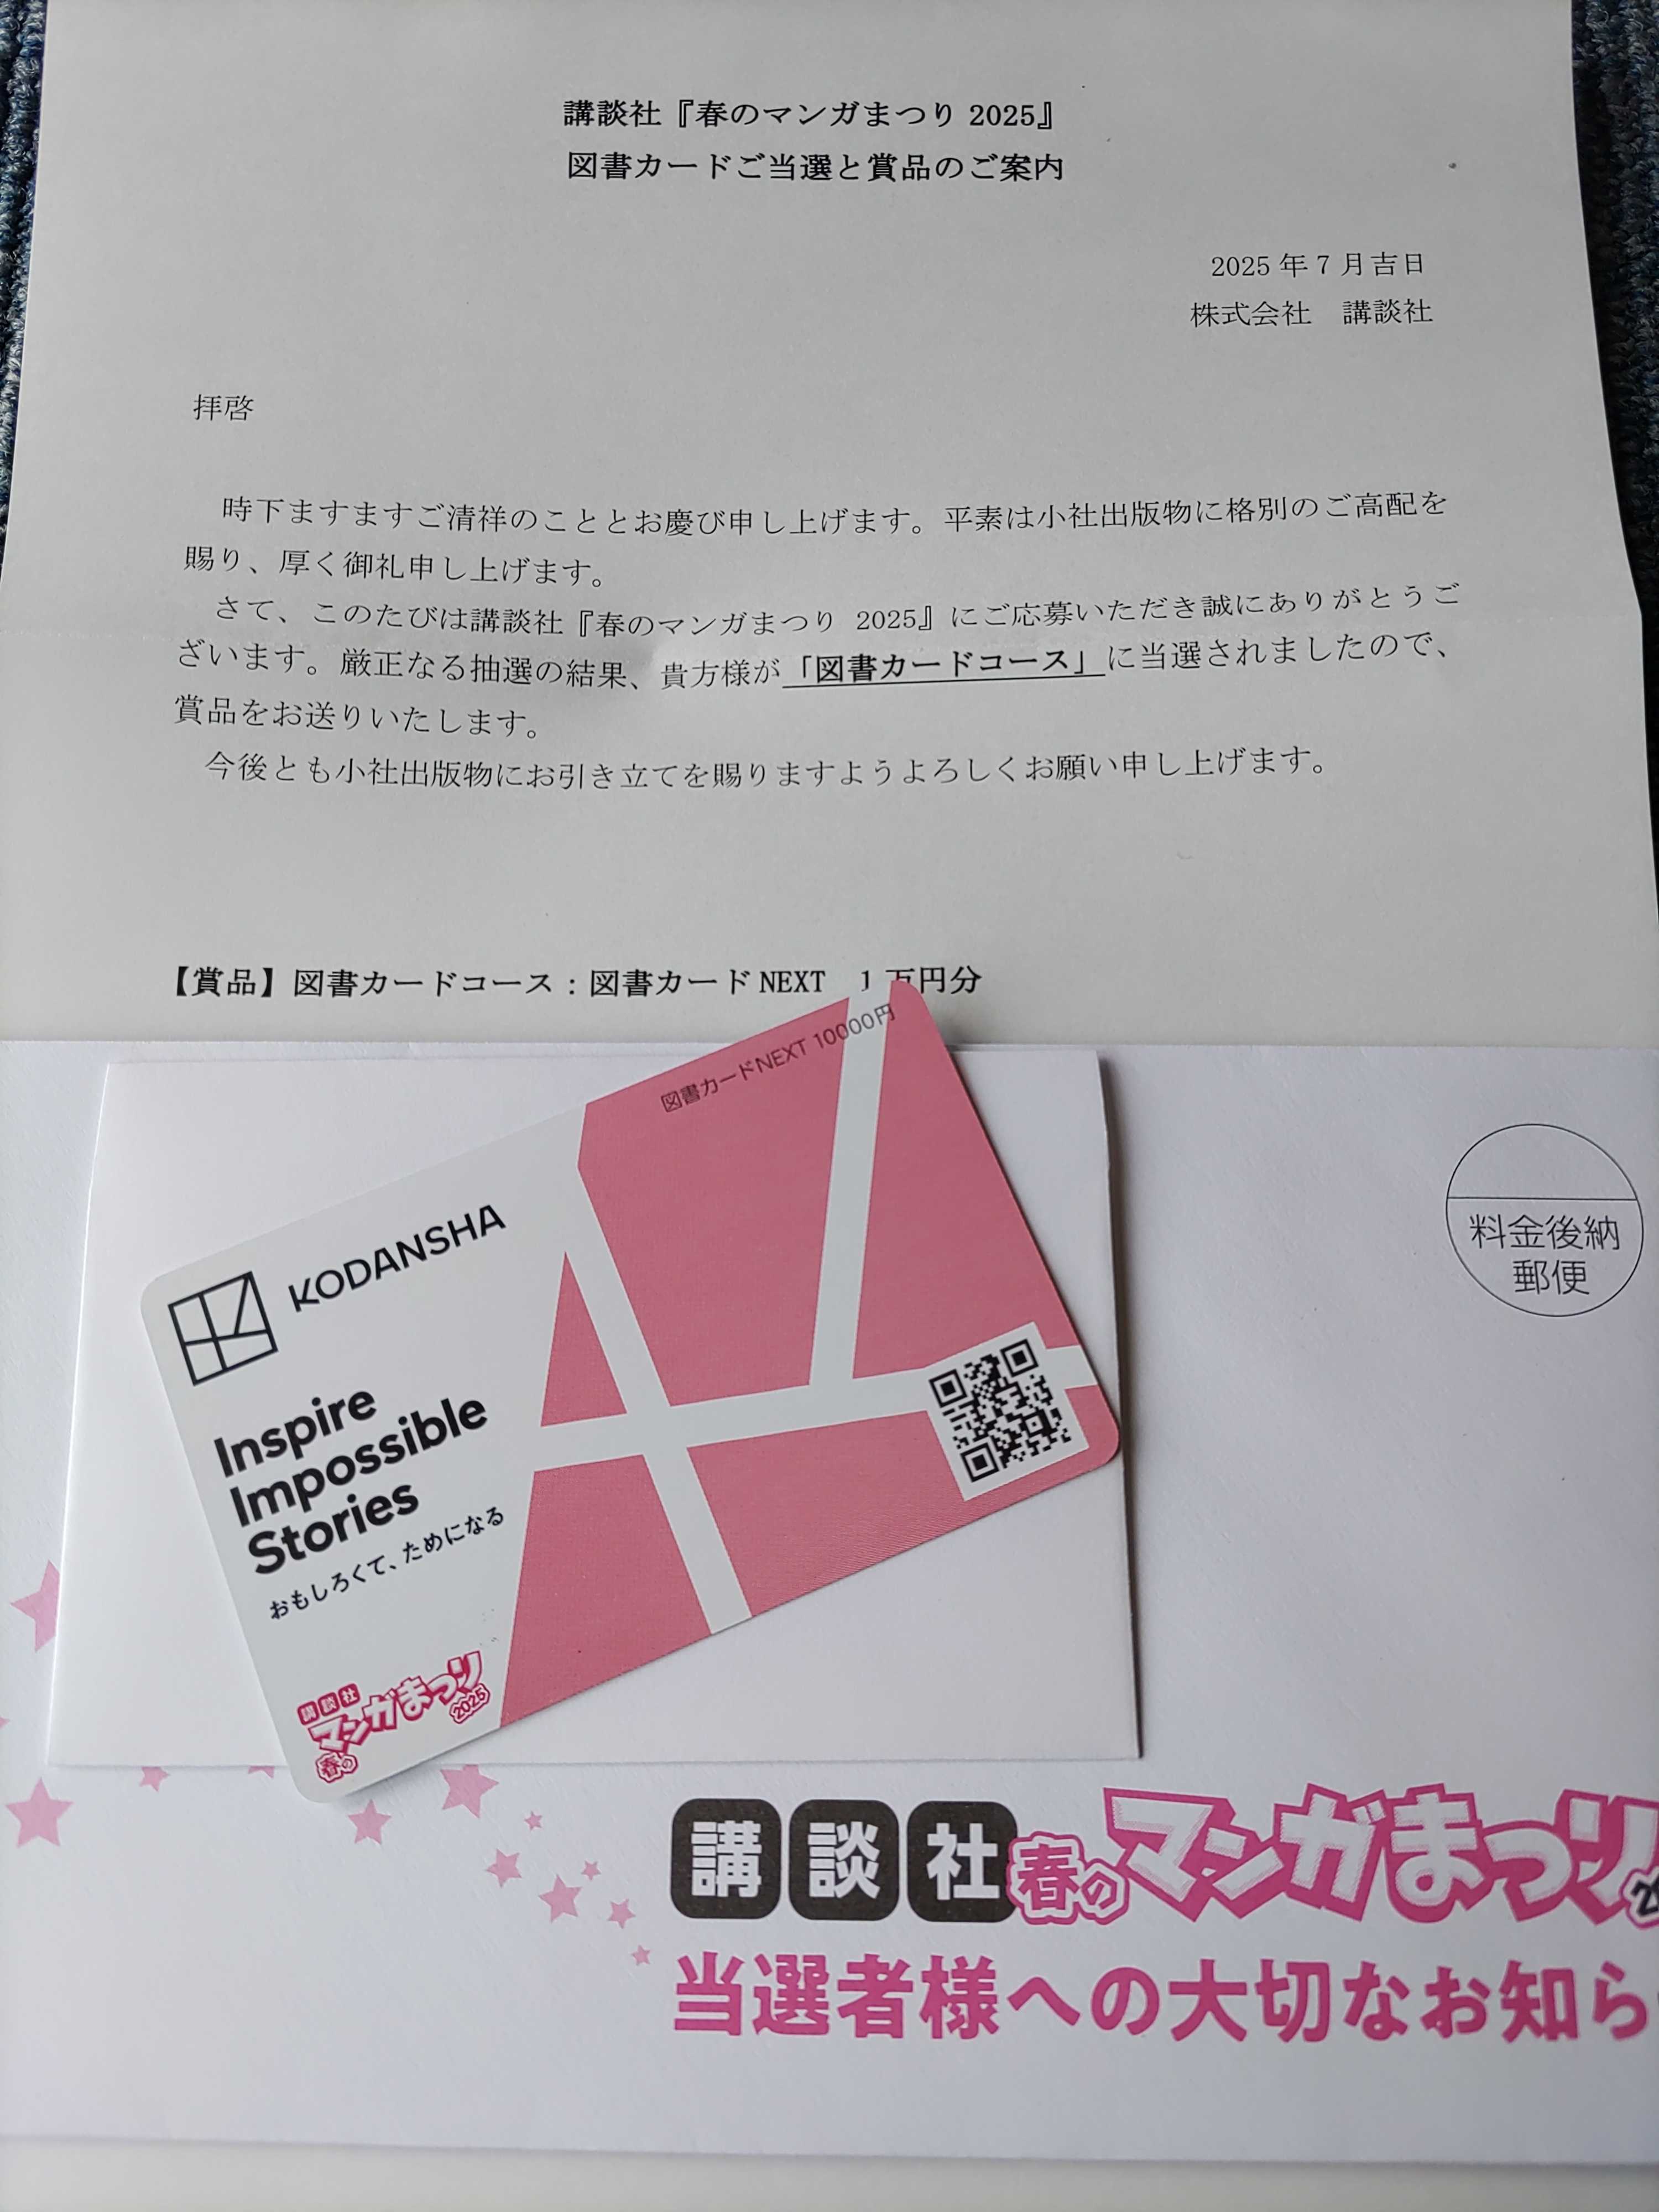 講談社『春のマンガまつり 2025』
図書カードご当選と賞品のご案内
2025 年 7 月吉日
株式会社　講談社
拝啓
時下ますますご清祥のこととお慶び申し上げます。平素は小社出版物に格別のご高配を
賜り、厚く御礼申し上げます。
さて、このたびは講談社『春のマンガまつり 2025』にご応募いただき誠にありがとうご
ざいます。厳正なる抽選の結果、貴方様が「図書カードコース」に当選されましたので、
賞品をお送りいたします。
今後とも小社出版物にお引き立てを賜りますようよろしくお願い申し上げます。
【賞品】図書カードコース：図書カード NEXT　1 万円分
図書カードNEXT 10000円
KODANSHA
Inspire
Impossible
Stories
おもしろくて、ためになる
講談社
春の
マンガまつり
2025
料金後納
郵便
講談社
春の
マンガまつり
当選者様への大切なお知ら